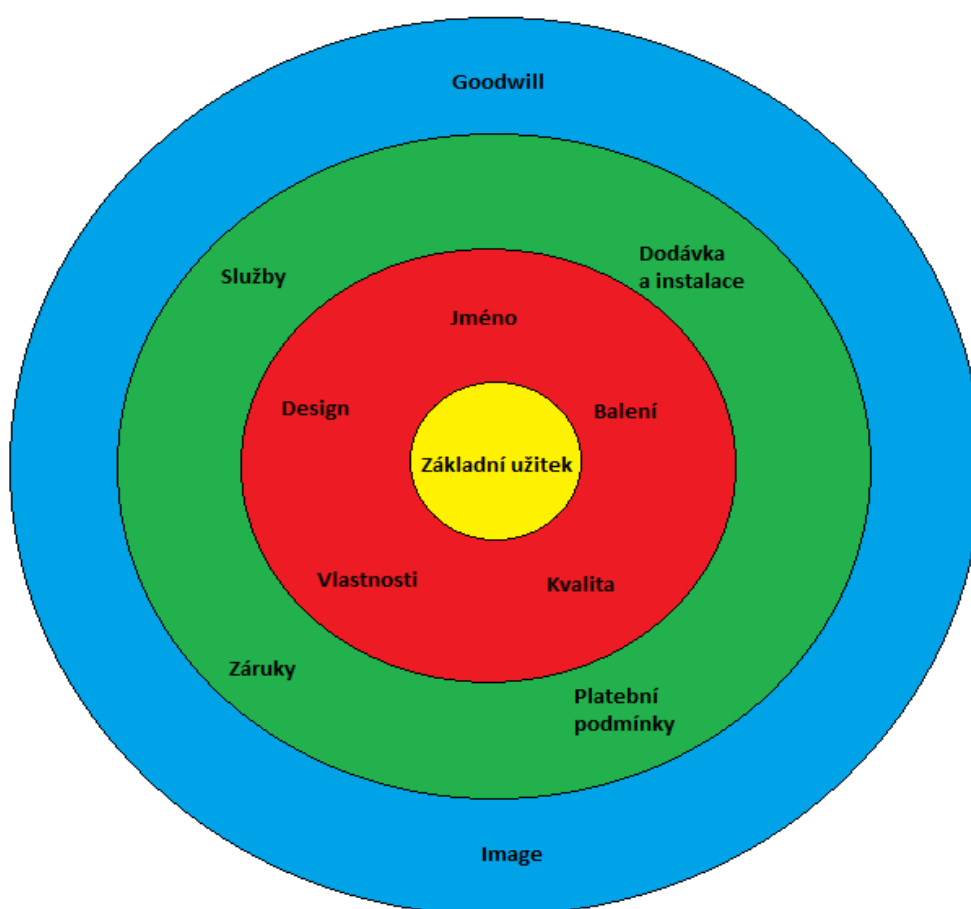 Goodwill
Dodávka
a instalace
Služby
Jméno
Design
Balení
Základní užitek
Vlastnosti
Kvalita
Záruky
Platební
podmínky
Image